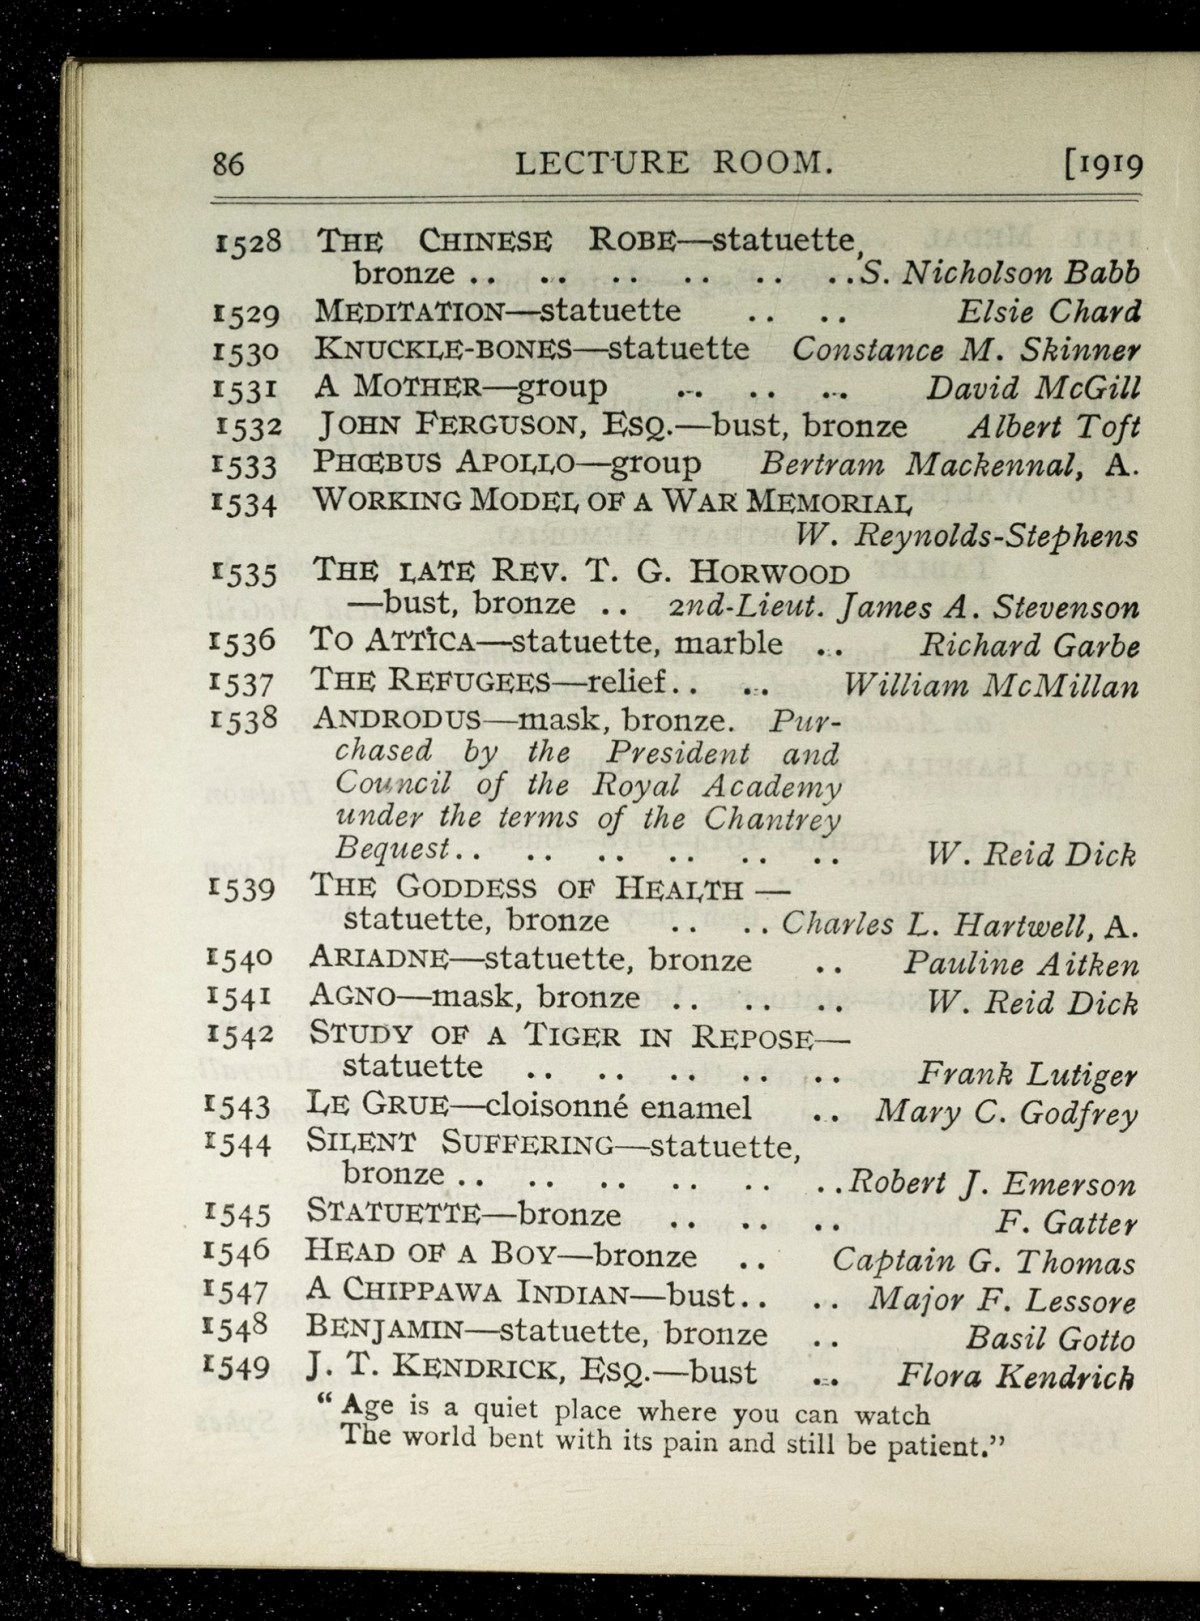 86 LECTURE ROOM. [1919
1528 THE CHINESE ROBE—statuette,
bronze .. .. .. .. .. .. S. Nicholson Babb
1529 MEDITATION—statuette .. .. Elsie Chard
1530 KNUCKLE-BONES—statuette Constance M. Skinner
1531 A MOTHER—group .. .. .. David McGill
1532 JOHN FERGUSON, ESQ.—bust, bronze Albert Toft
1533 PHŒBUS APOLLO—group Bertram Mackennal, A.
1534 WORKING MODEL OF A WAR MEMORIAL
W. Reynolds-Stephens
1535 THE LATE REV. T. G. HORWOOD
—bust, bronze .. 2nd-Lieut. James A. Stevenson
1536 TO ATTICA—statuette, marble .. Richard Garbe
1537 THE REFUGEES—relief.. .. William McMillan
1538 ANDRODUS—mask, bronze. Pur-
chased by the President and
Council of the Royal Academy
under the terms of the Chantrey
Bequest.. .. .. .. .. .. W. Reid Dick
1539 THE GODDESS OF HEALTH —
statuette, bronze .. .. Charles L. Hartwell, A.
1540 ARIADNE—statuette, bronze .. Pauline Aitken
1541 AGNO—mask, bronze .. .. .. W. Reid Dick
1542 STUDY OF A TIGER IN REPOSE—
statuette .. .. .. .. .. Frank Lutiger
1543 LE GRUE—cloisonné enamel .. Mary C. Godfrey
1544 SILENT SUFFERING—statuette,
bronze .. .. .. .. .. .. Robert J. Emerson
1545 STATUETTE—bronze .. .. .. F. Gatter
1546 HEAD OF A BOY—bronze .. Captain G. Thomas
1547 A CHIPPAWA INDIAN—bust.. .. Major F. Lessore
1548 BENJAMIN—statuette, bronze .. Basil Gotto
1549 J. T. KENDRICK, ESQ.—bust .. Flora Kendrick
“Age is a quiet place where you can watch
The world bent with its pain and still be patient.”